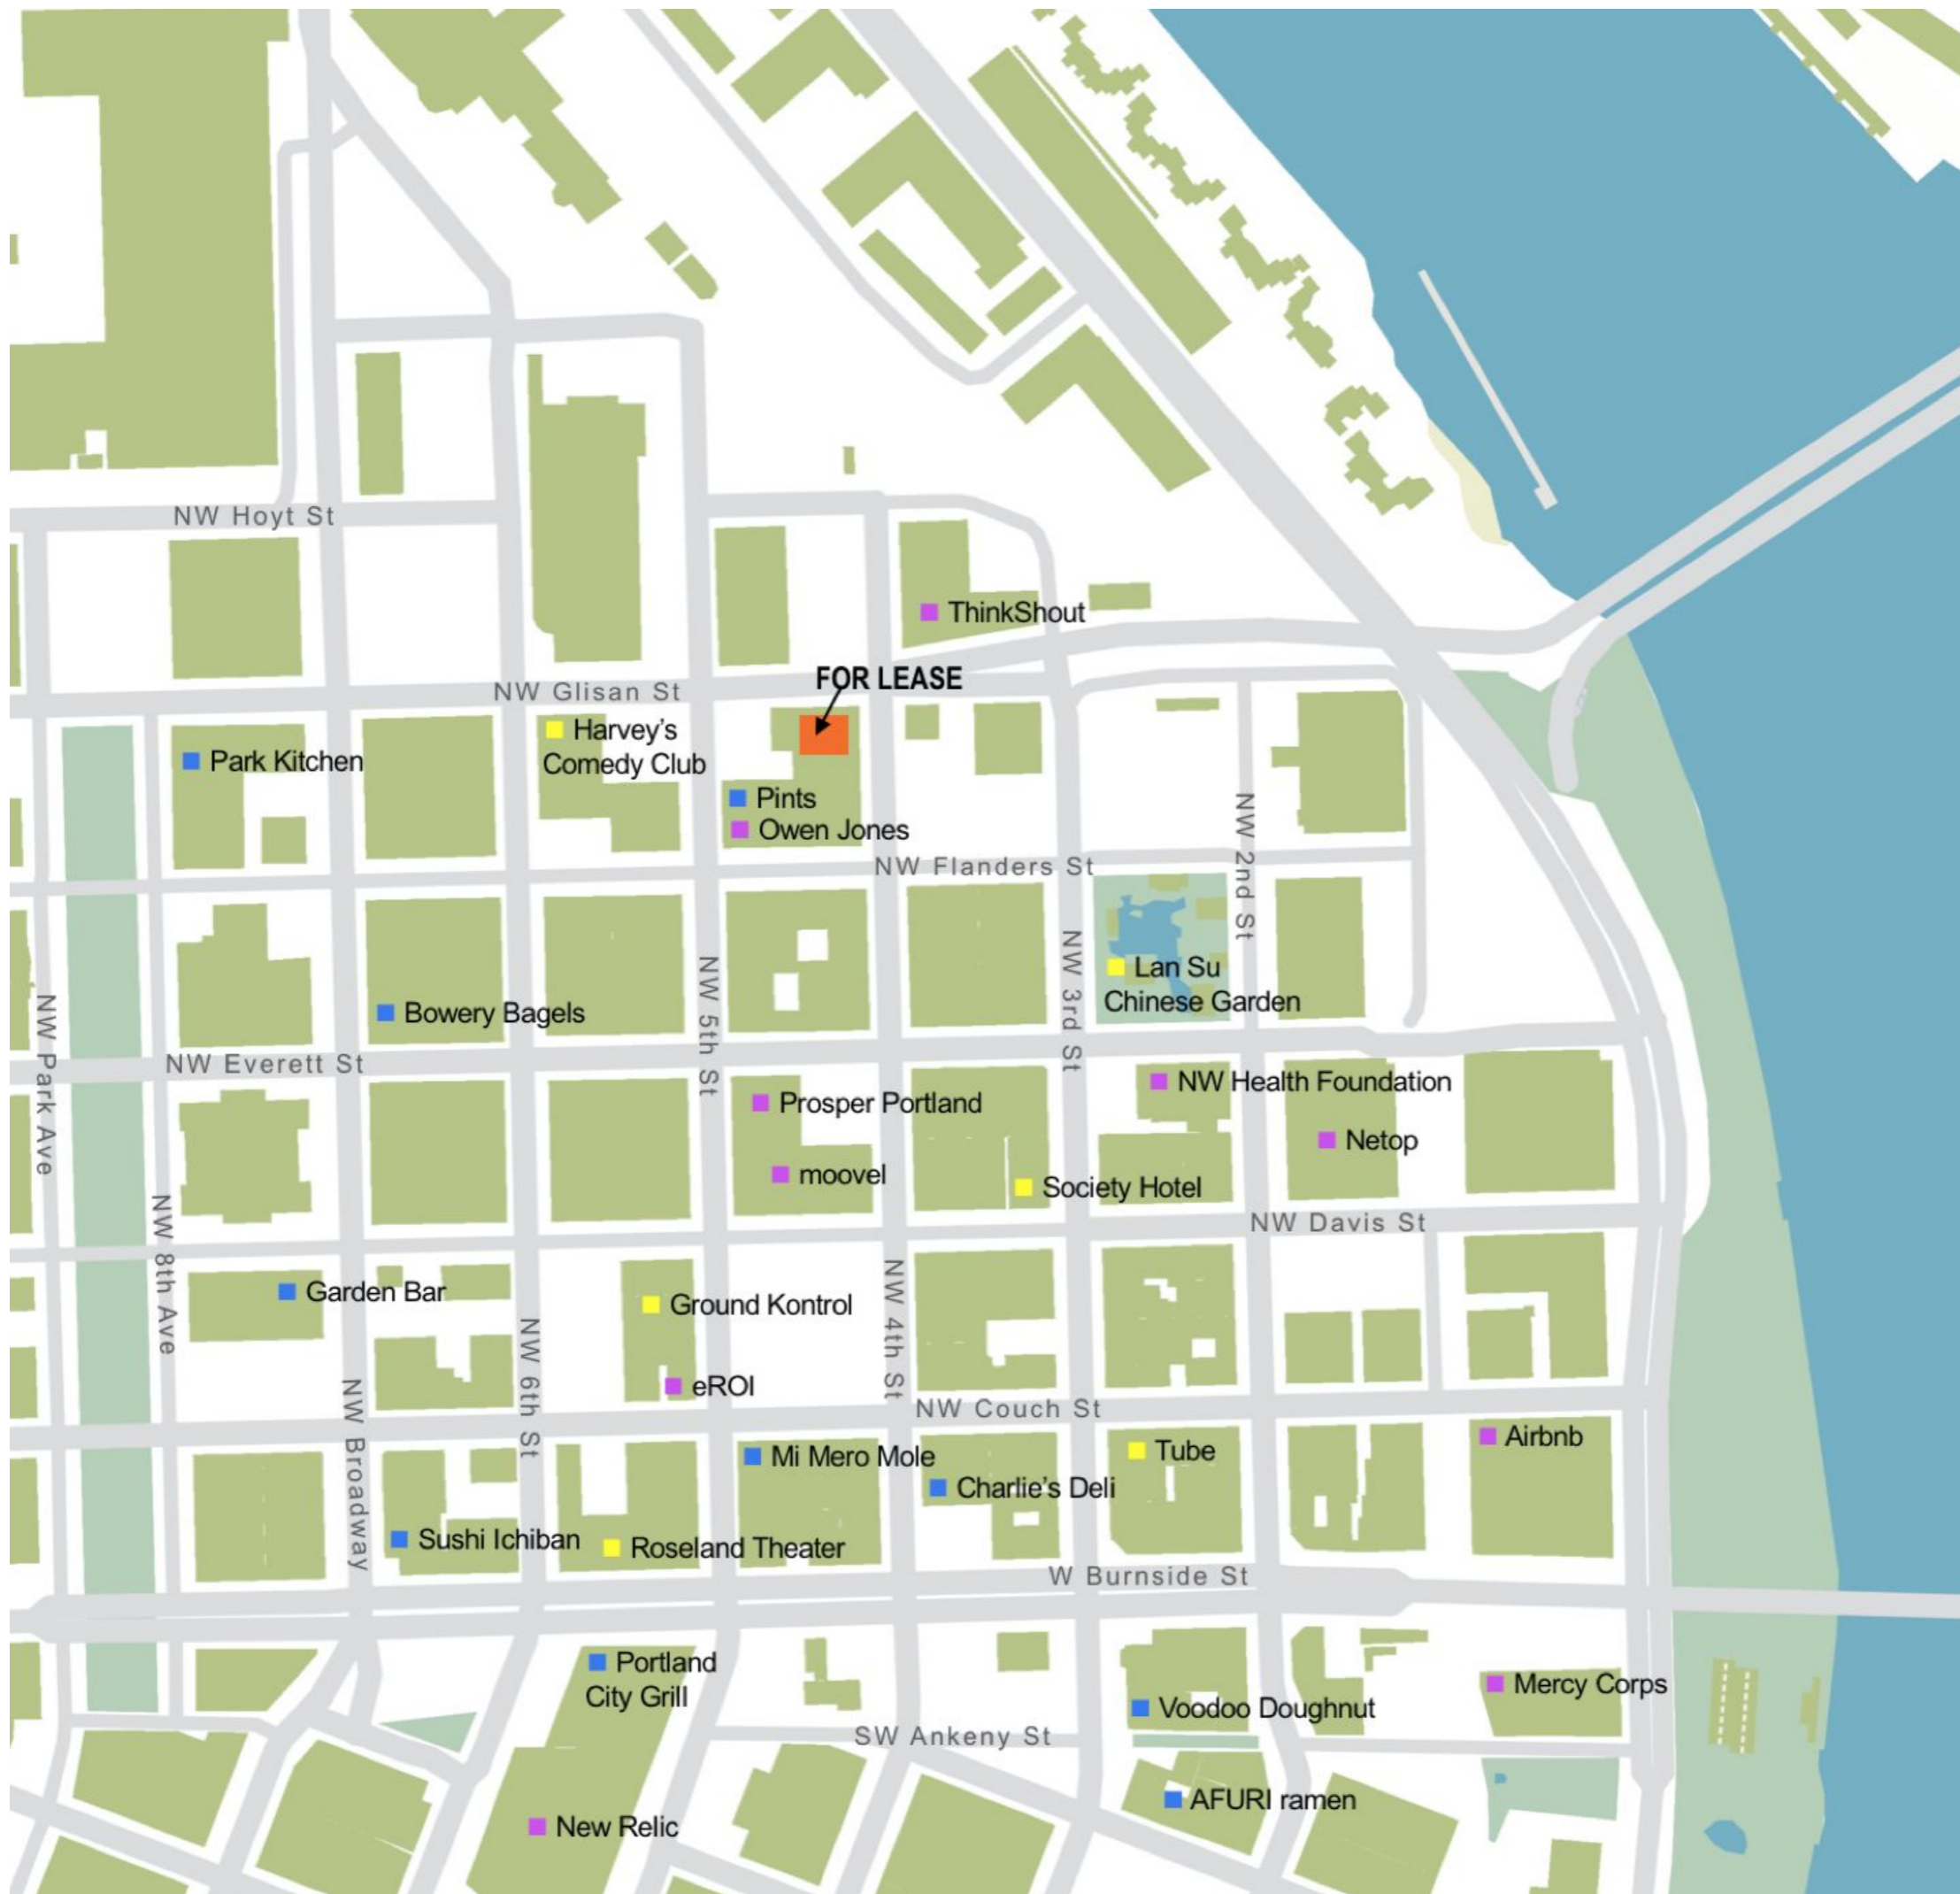 NW Hoyt St
ThinkShout
FOR LEASE
NW Glisan St
Harvey's
Comedy Club
Park Kitchen
Pints
Owen Jones
NW Flanders St
NW 2nd St
Lan Su
Chinese Garden
NW 3rd St
NW 5th St
Bowery Bagels
NW Park Ave
NW Everett St
NW Health Foundation
Prosper Portland
Netop
moovel
Society Hotel
NW Davis St
NW 8th Ave
Garden Bar
Ground Kontrol
NW 4th St
NW 6th St
eROI
NW Broadway
NW Couch St
Airbnb
Tube
Mi Mero Mole
Charlie's Deli
Sushi Ichiban
Roseland Theater
W Burnside St
Portland
City Grill
Mercy Corps
Voodoo Doughnut
SW Ankeny St
AFURI ramen
New Relic